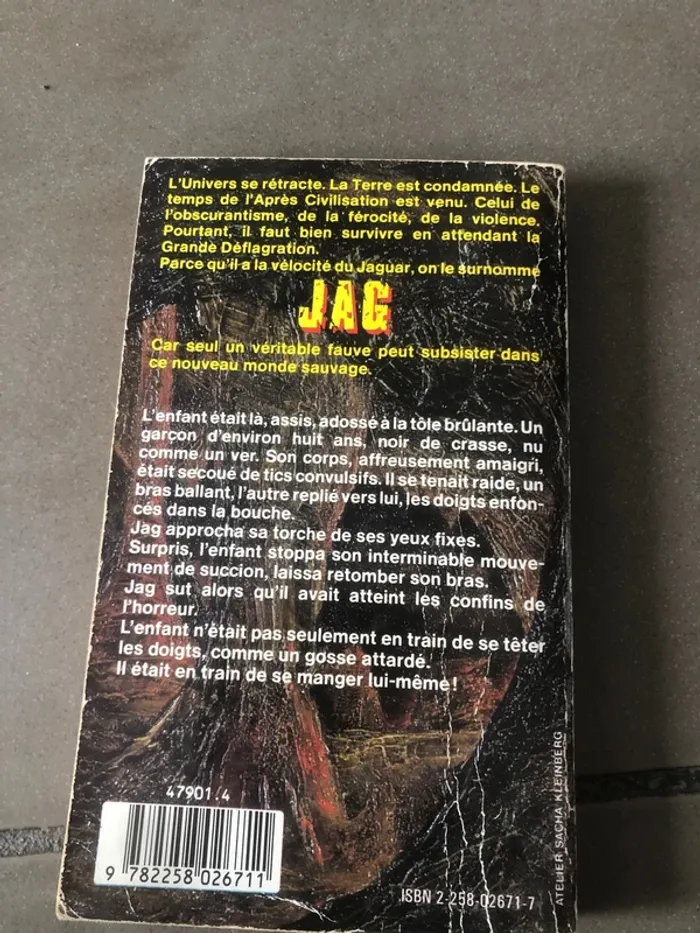 L'Univers se rétracte. La Terre est condamnée. Le
temps de l'Après Civilisation est venu. Celui de
l'obscurantisme, de la férocité, de la violence.
Pourtant, il faut bien survivre en attendant la
Grande Déflagration.
Parce qu'il a la vélocité du Jaguar, on le surnomme
JAG
Car seul un véritable fauve peut subsister dans
ce nouveau monde sauvage.
L'enfant était là, assis, adossé à la tôle brûlante. Un
garçon d'environ huit ans, noir de crasse, nu
comme un ver. Son corps, affreusement amaigri,
était secoué de tics convulsifs. Il se tenait raide, un
bras ballant, l'autre replié vers lui, les doigts enfon-
cés dans la bouche.
Jag approcha sa torche de ses yeux fixes.
Surpris, l'enfant stoppa son interminable mouve-
ment de succion, laissa retomber son bras.
Jag sut alors qu'il avait atteint les confins de
l'horreur.
L'enfant n'était pas seulement en train de se têter
les doigts, comme un gosse attardé.
Il était en train de se manger lui-même!
47901.4
9 782258 026711
ISBN 2-258-02671-7
ATELIER SACHA KLEINBERG